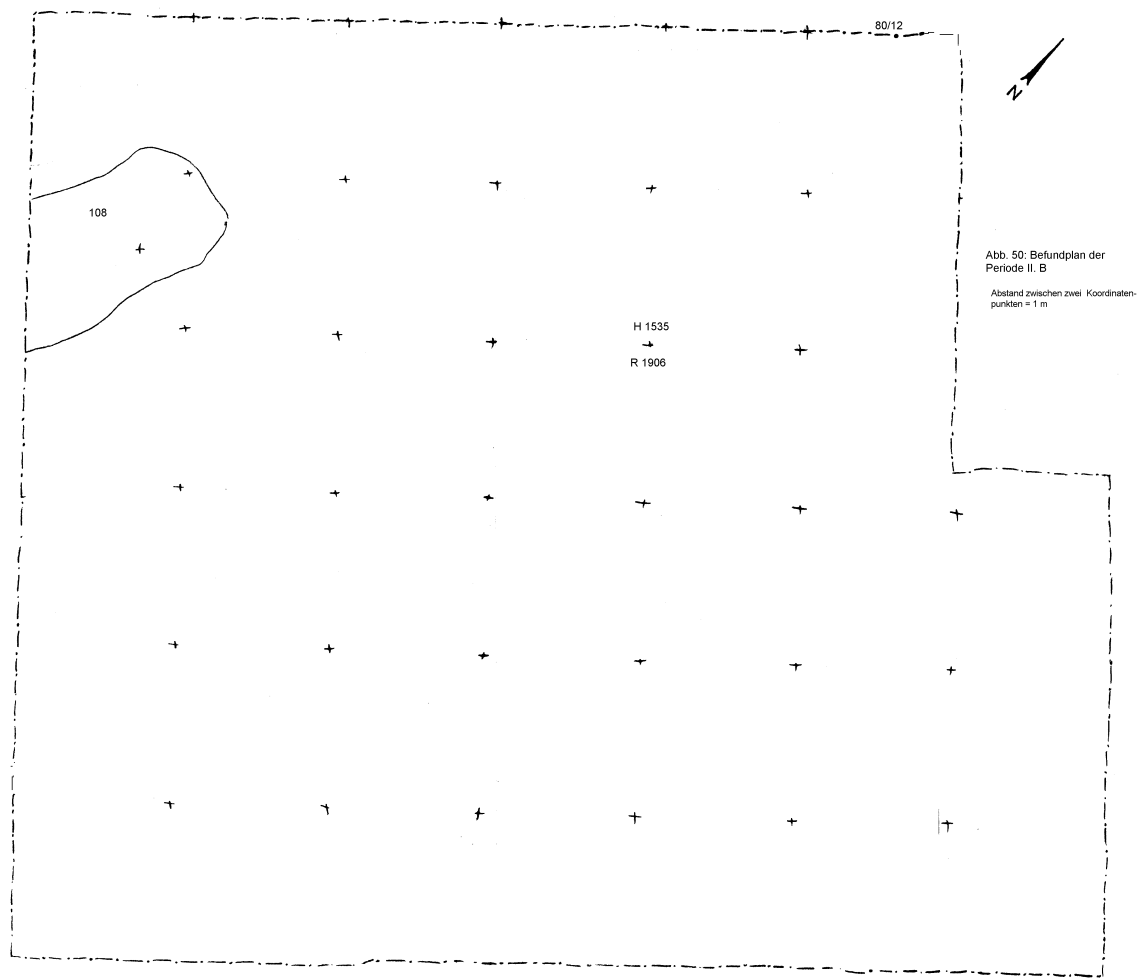 80/12
N
108
Abb. 50: Befundplan der
Periode II. B
Abstand zwischen zwei Koordinaten-
punkten = 1 m
H 1535
R 1906